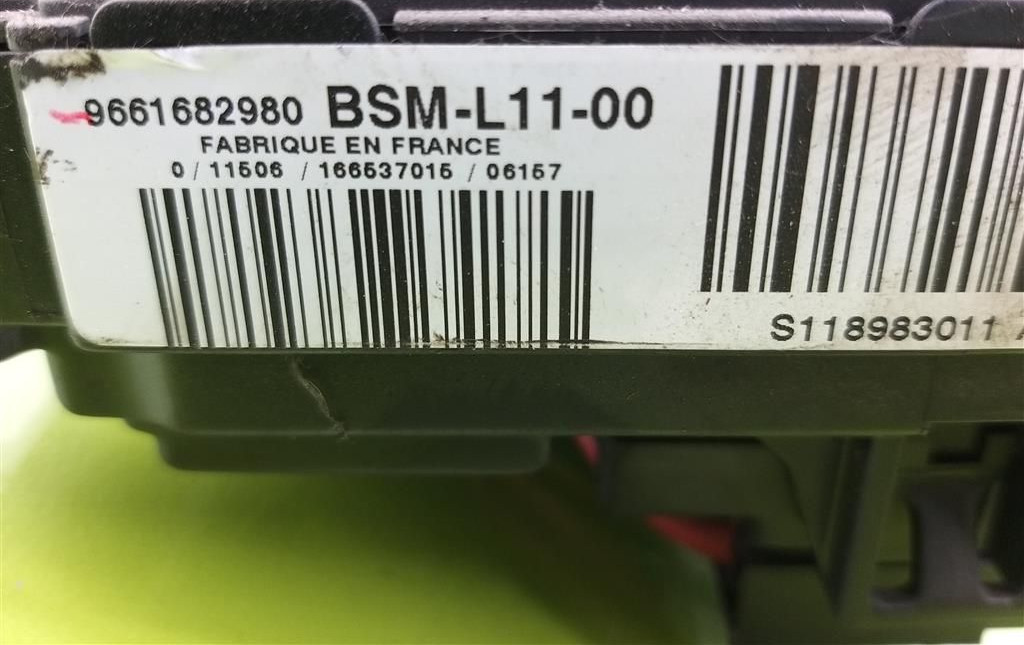 9661682980 BSM-L11-00
FABRIQUE EN FRANCE
0 / 11506 / 166537015 / 06157
S118983011